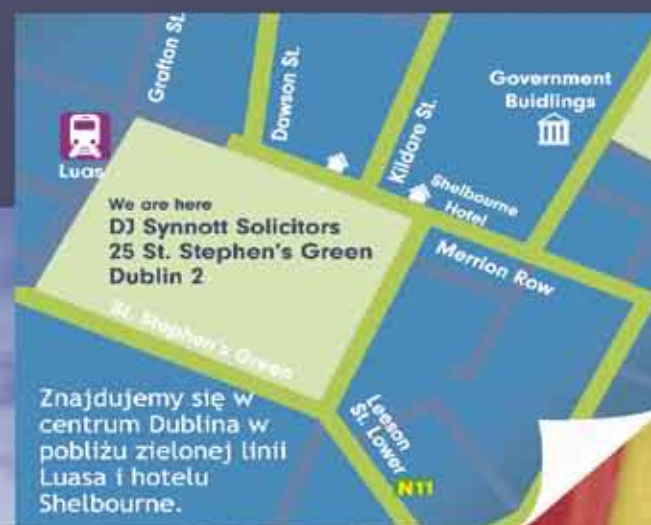 Grafton St.
Dawson St.
Kildare St.
Government
Buidlings
Luas
Shelbourne
Hotel
We are here
DJ Synnott Solicitors
25 St. Stephen's Green
Dublin 2
Merrion Row
St. Stephen's Green
Leeson
St. Lower
N11
Znajdujemy się w
centrum Dublina w
pobliżu zielonej linii
Luasa i hotelu
Shelbourne.